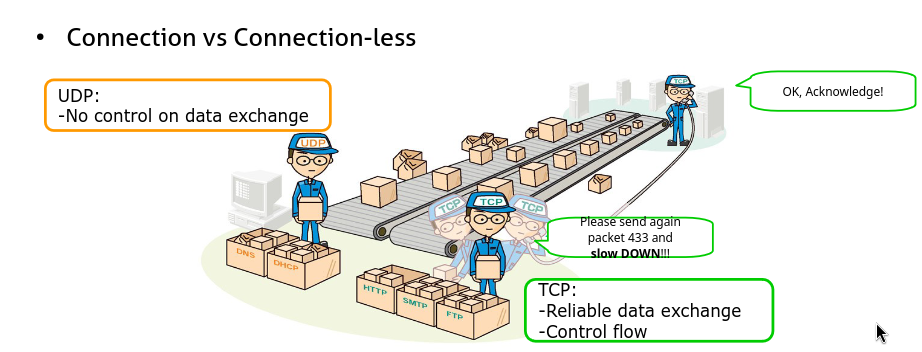 • Connection vs Connection-less
UDP:
-No control on data exchange
TCP
OK, Acknowledge!
UDP
TCP
TCP
TCP
Please send again
packet 433 and
slow DOWN!!!
DNS
DHCP
HTTP
SMTP
FTP
TCP:
-Reliable data exchange
-Control flow